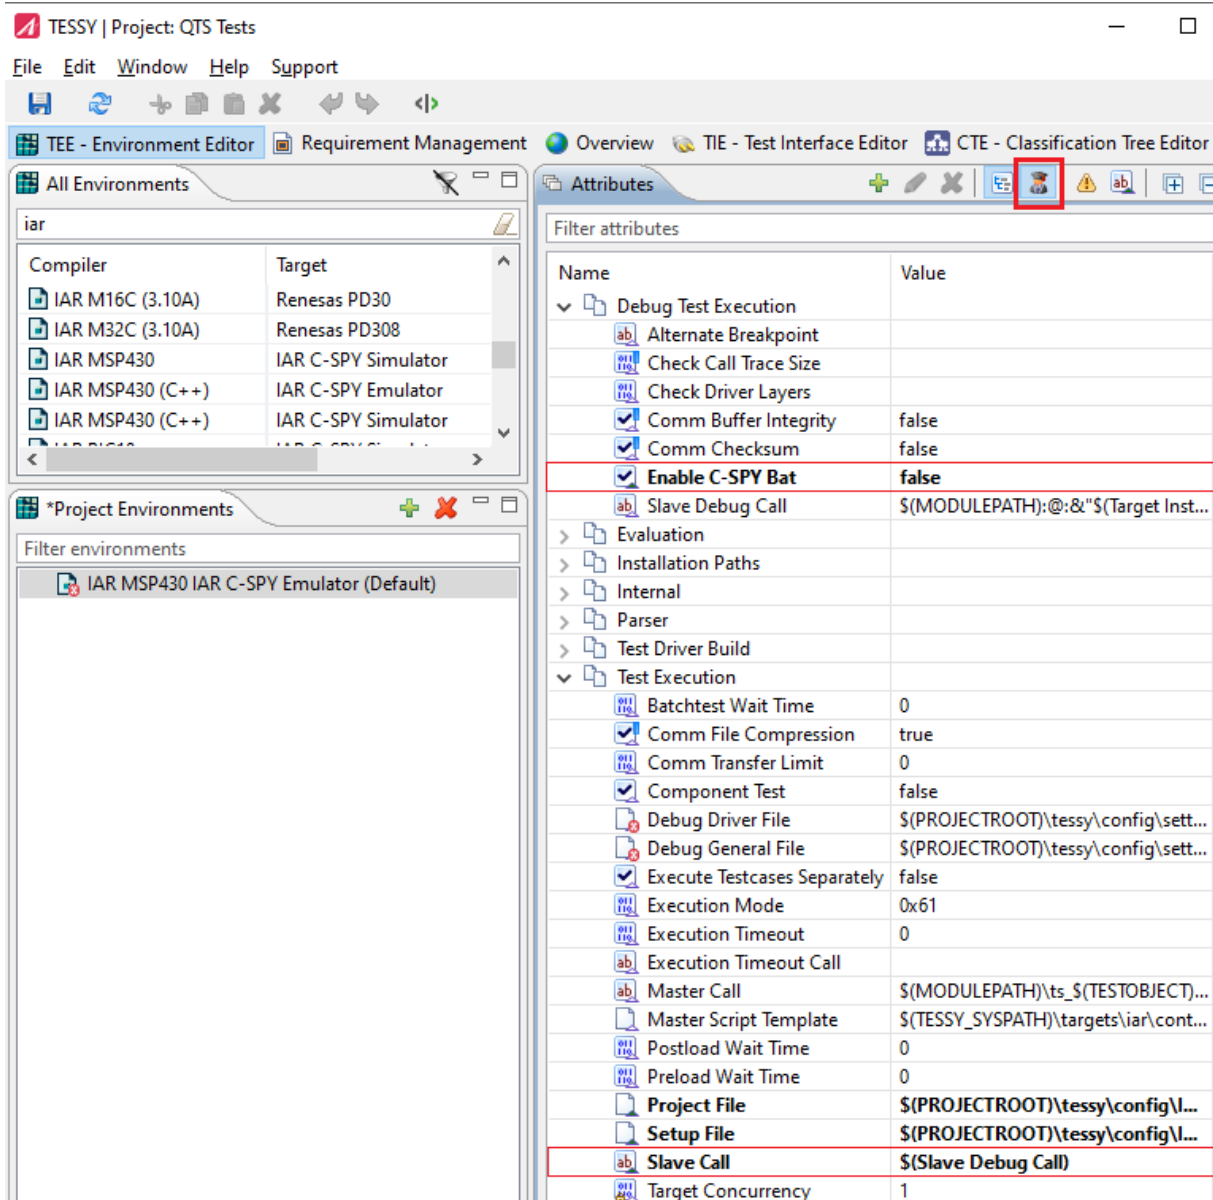 TESSY | Project: QTS Tests
File Edit Window Help Support
TEE - Environment Editor Requirement Management Overview TIE - Test Interface Editor CTE - Classification Tree Editor
All Environments
iar
Compiler Target
IAR M16C (3.10A) Renesas PD30
IAR M32C (3.10A) Renesas PD308
IAR MSP430 IAR C-SPY Simulator
IAR MSP430 (C++) IAR C-SPY Emulator
IAR MSP430 (C++) IAR C-SPY Simulator
*Project Environments
Filter environments
IAR MSP430 IAR C-SPY Emulator (Default)
Attributes
Filter attributes
Name Value
Debug Test Execution
Alternate Breakpoint
Check Call Trace Size
Check Driver Layers
Comm Buffer Integrity false
Comm Checksum false
Enable C-SPY Bat false
Slave Debug Call $(MODULEPATH):@:&"$(Target Inst...
Evaluation
Installation Paths
Internal
Parser
Test Driver Build
Test Execution
Batchtest Wait Time 0
Comm File Compression true
Comm Transfer Limit 0
Component Test false
Debug Driver File $(PROJECTROOT)\tessy\config\sett...
Debug General File $(PROJECTROOT)\tessy\config\sett...
Execute Testcases Separately false
Execution Mode 0x61
Execution Timeout 0
Execution Timeout Call
Master Call $(MODULEPATH)\ts_$(TESTOBJECT)...
Master Script Template $(TESSY_SYSPATH)\targets\iar\cont...
Postload Wait Time 0
Preload Wait Time 0
Project File $(PROJECTROOT)\tessy\config\I...
Setup File $(PROJECTROOT)\tessy\config\I...
Slave Call $(Slave Debug Call)
Target Concurrency 1